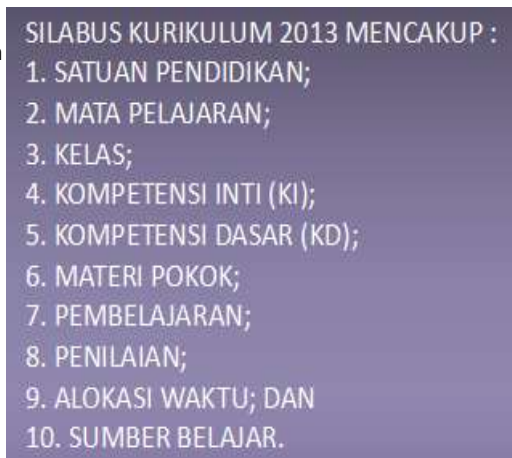 SILABUS KURIKULUM 2013 MENCAKUP :
1. SATUAN PENDIDIKAN;
2. MATA PELAJARAN;
3. KELAS;
4. KOMPETENSI INTI (KI);
5. KOMPETENSI DASAR (KD);
6. MATERI POKOK;
7. PEMBELAJARAN;
8. PENILAIAN;
9. ALOKASI WAKTU; DAN
10. SUMBER BELAJAR.